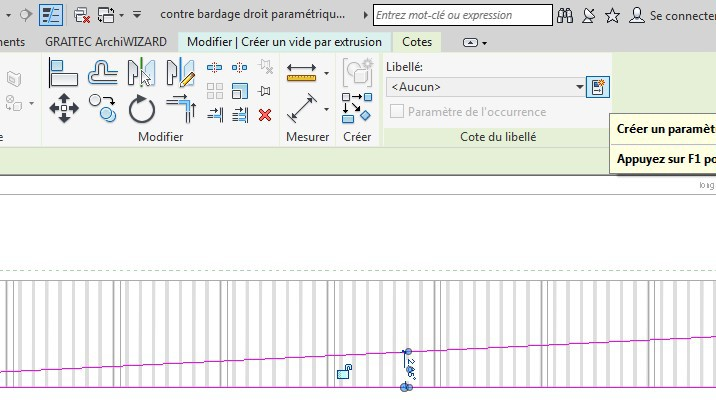 contre bardage droit paramétriqu...
Entrez mot-clé ou expression
Se connecter
ments
GRAITEC ArchiWIZARD
Modifier | Créer un vide par extrusion
Cotes
Libellé:
<Aucun>
Paramètre de l'occurrence
Créer un paramèt
Modifier
Mesurer
Créer
Cote du libellé
Appuyez sur F1 po
long